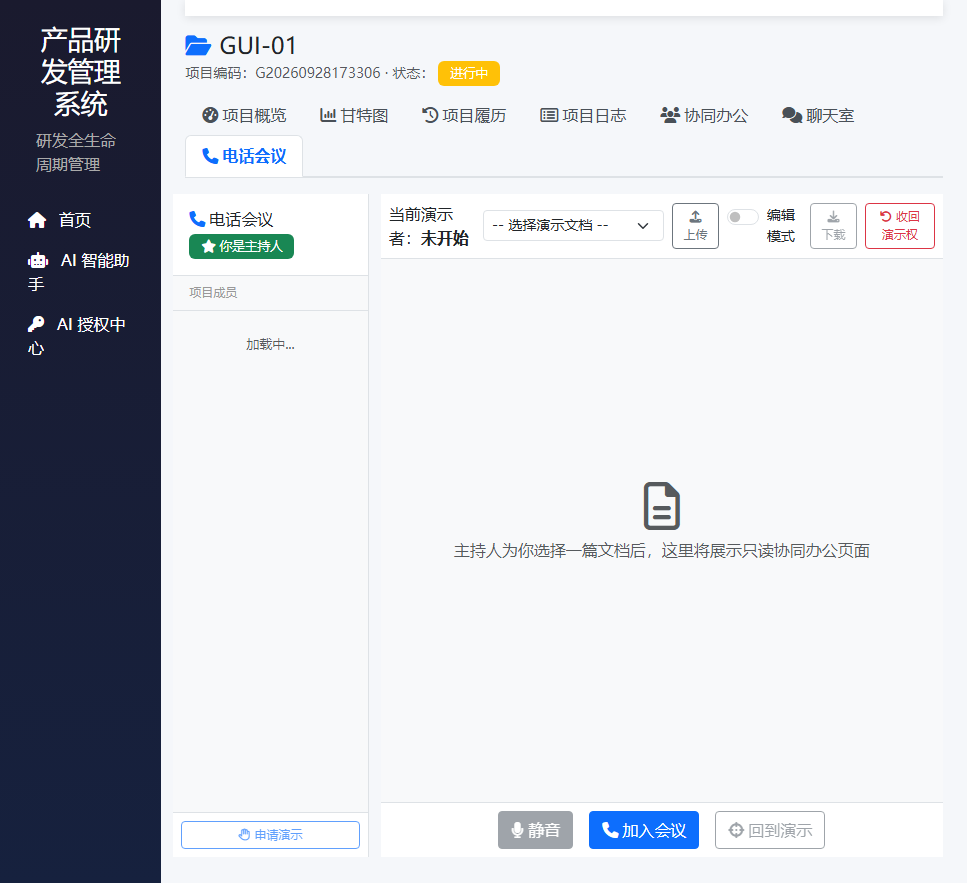 产品研
发管理
系统
研发全生命
周期管理
首页
AI 智能助
手
AI 授权中
心
GUI-01
项目编码：G20260928173306 · 状态： 进行中
项目概览 甘特图 项目履历 项目日志 协同办公 聊天室
电话会议
电话会议
你是主持人
项目成员
加载中...
申请演示
当前演示
者：未开始
-- 选择演示文档 --
上传
编辑
模式
下载
收回
演示权
主持人为你选择一篇文档后，这里将展示只读协同办公页面
静音 加入会议 回到演示